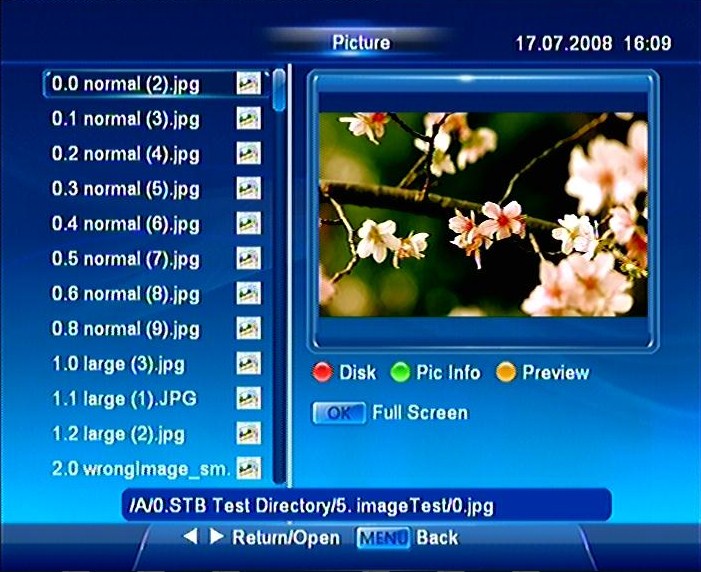 Picture
17.07.2008 16:09
0.0 normal (2).jpg
0.1 normal (3).jpg
0.2 normal (4).jpg
0.3 normal (5).jpg
0.4 normal (6).jpg
0.5 normal (7).jpg
0.6 normal (8).jpg
0.8 normal (9).jpg
1.0 large (3).jpg
1.1 large (1).JPG
1.2 large (2).jpg
2.0 wrongImage_sm.
Disk Pic Info Preview
OK Full Screen
/A/0.STB Test Directory/5. imageTest/0.jpg
Return/Open MENU Back